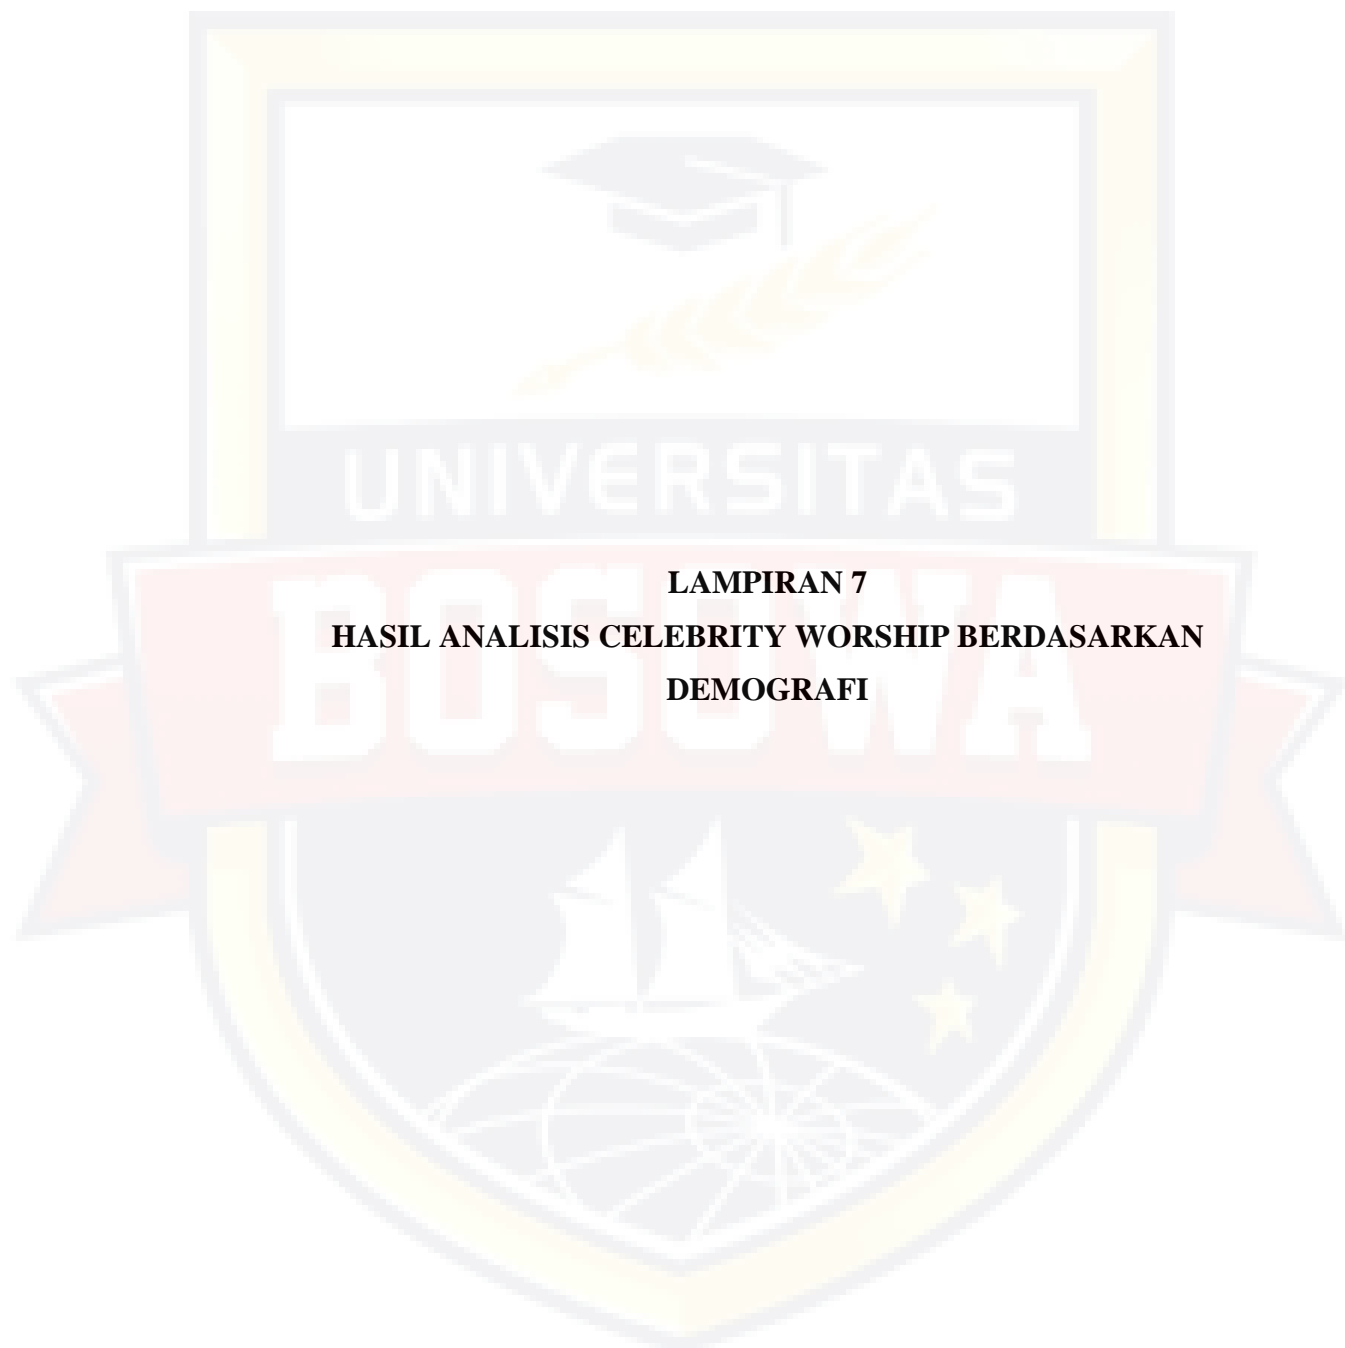 UNIVERSITAS
BOSOWA
LAMPIRAN 7
HASIL ANALISIS CELEBRITY WORSHIP BERDASARKAN
DEMOGRAFI